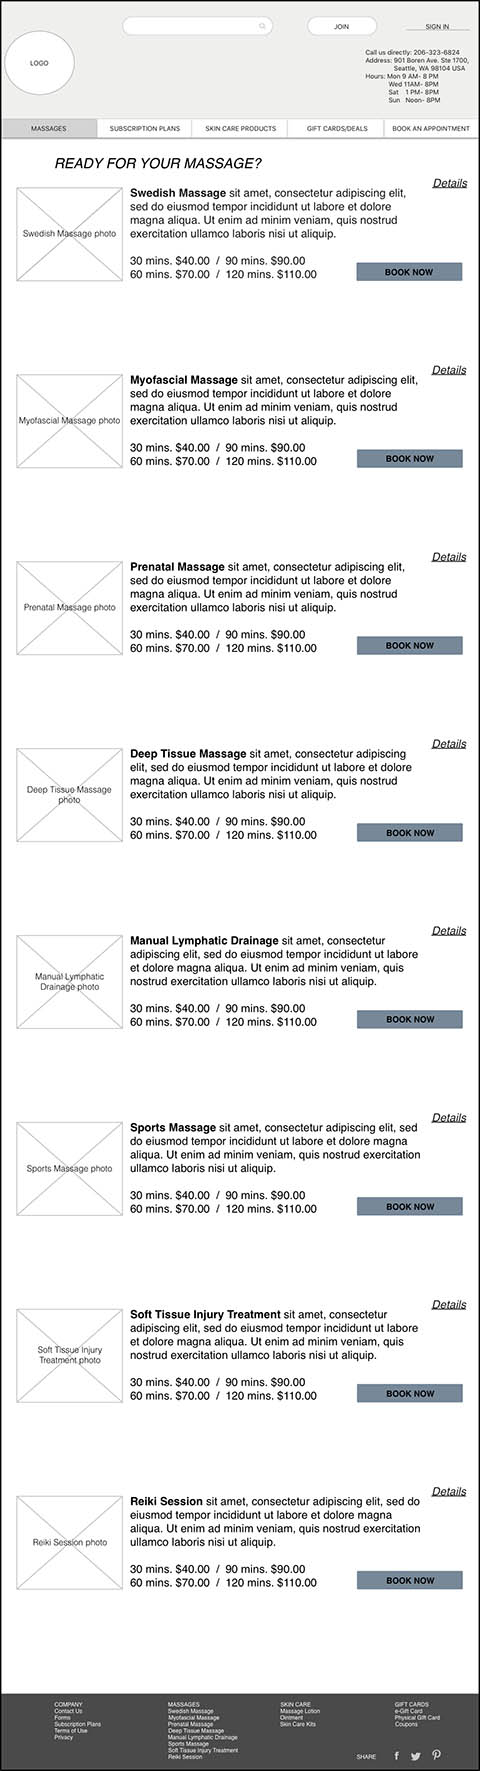 JOIN
SIGN IN
LOGO
Call us directly: 206-323-6824
Address: 901 Boren Ave. Ste 1700,
Seattle, WA 98104 USA
Hours: Mon 9 AM- 8 PM
Wed 11AM- 8PM
Sat 1 PM- 8PM
Sun Noon- 8PM
MASSAGES
SUBSCRIPTION PLANS
SKIN CARE PRODUCTS
GIFT CARDS/DEALS
BOOK AN APPOINTMENT
READY FOR YOUR MASSAGE?
Details
Swedish Massage photo
Swedish Massage sit amet, consectetur adipiscing elit,
sed do eiusmod tempor incididunt ut labore et dolore
magna aliqua. Ut enim ad minim veniam, quis nostrud
exercitation ullamco laboris nisi ut aliquip.
30 mins. $40.00 / 90 mins. $90.00
60 mins. $70.00 / 120 mins. $110.00
BOOK NOW
Details
Myofascial Massage photo
Myofascial Massage sit amet, consectetur adipiscing elit,
sed do eiusmod tempor incididunt ut labore et dolore
magna aliqua. Ut enim ad minim veniam, quis nostrud
exercitation ullamco laboris nisi ut aliquip.
30 mins. $40.00 / 90 mins. $90.00
60 mins. $70.00 / 120 mins. $110.00
BOOK NOW
Details
Prenatal Massage photo
Prenatal Massage sit amet, consectetur adipiscing elit,
sed do eiusmod tempor incididunt ut labore et dolore
magna aliqua. Ut enim ad minim veniam, quis nostrud
exercitation ullamco laboris nisi ut aliquip.
30 mins. $40.00 / 90 mins. $90.00
60 mins. $70.00 / 120 mins. $110.00
BOOK NOW
Details
Deep Tissue Massage
photo
Deep Tissue Massage sit amet, consectetur adipiscing
elit, sed do eiusmod tempor incididunt ut labore et dolore
magna aliqua. Ut enim ad minim veniam, quis nostrud
exercitation ullamco laboris nisi ut aliquip.
30 mins. $40.00 / 90 mins. $90.00
60 mins. $70.00 / 120 mins. $110.00
BOOK NOW
Details
Manual Lymphatic
Drainage photo
Manual Lymphatic Drainage sit amet, consectetur
adipiscing elit, sed do eiusmod tempor incididunt ut labore
et dolore magna aliqua. Ut enim ad minim veniam, quis
nostrud exercitation ullamco laboris nisi ut aliquip.
30 mins. $40.00 / 90 mins. $90.00
60 mins. $70.00 / 120 mins. $110.00
BOOK NOW
Details
Sports Massage photo
Sports Massage sit amet, consectetur adipiscing elit, sed
do eiusmod tempor incididunt ut labore et dolore magna
aliqua. Ut enim ad minim veniam, quis nostrud exercitation
ullamco laboris nisi ut aliquip.
30 mins. $40.00 / 90 mins. $90.00
60 mins. $70.00 / 120 mins. $110.00
BOOK NOW
Details
Soft Tissue Injury
Treatment photo
Soft Tissue Injury Treatment sit amet, consectetur
adipiscing elit, sed do eiusmod tempor incididunt ut labore
et dolore magna aliqua. Ut enim ad minim veniam, quis
nostrud exercitation ullamco laboris nisi ut aliquip.
30 mins. $40.00 / 90 mins. $90.00
60 mins. $70.00 / 120 mins. $110.00
BOOK NOW
Details
Reiki Session photo
Reiki Session sit amet, consectetur adipiscing elit, sed do
eiusmod tempor incididunt ut labore et dolore magna
aliqua. Ut enim ad minim veniam, quis nostrud exercitation
ullamco laboris nisi ut aliquip.
30 mins. $40.00 / 90 mins. $90.00
60 mins. $70.00 / 120 mins. $110.00
BOOK NOW
COMPANY
Contact Us
Forms
Subscription Plans
Terms of Use
Privacy
MASSAGES
Swedish Massage
Myofascial Massage
Prenatal Massage
Deep Tissue Massage
Manual Lymphatic Drainage
Sports Massage
Soft Tissue Injury Treatment
Reiki Session
SKIN CARE
Massage Lotion
Ointment
Skin Care Kits
GIFT CARDS
e-Gift Card
Physical Gift Card
Coupons
SHARE